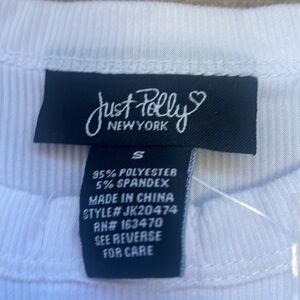 Just Polly♡
NEW YORK
S
95% POLYESTER
5% SPANDEX
MADE IN CHINA
STYLE# JK20474
RN# 163470
SEE REVERSE
FOR CARE